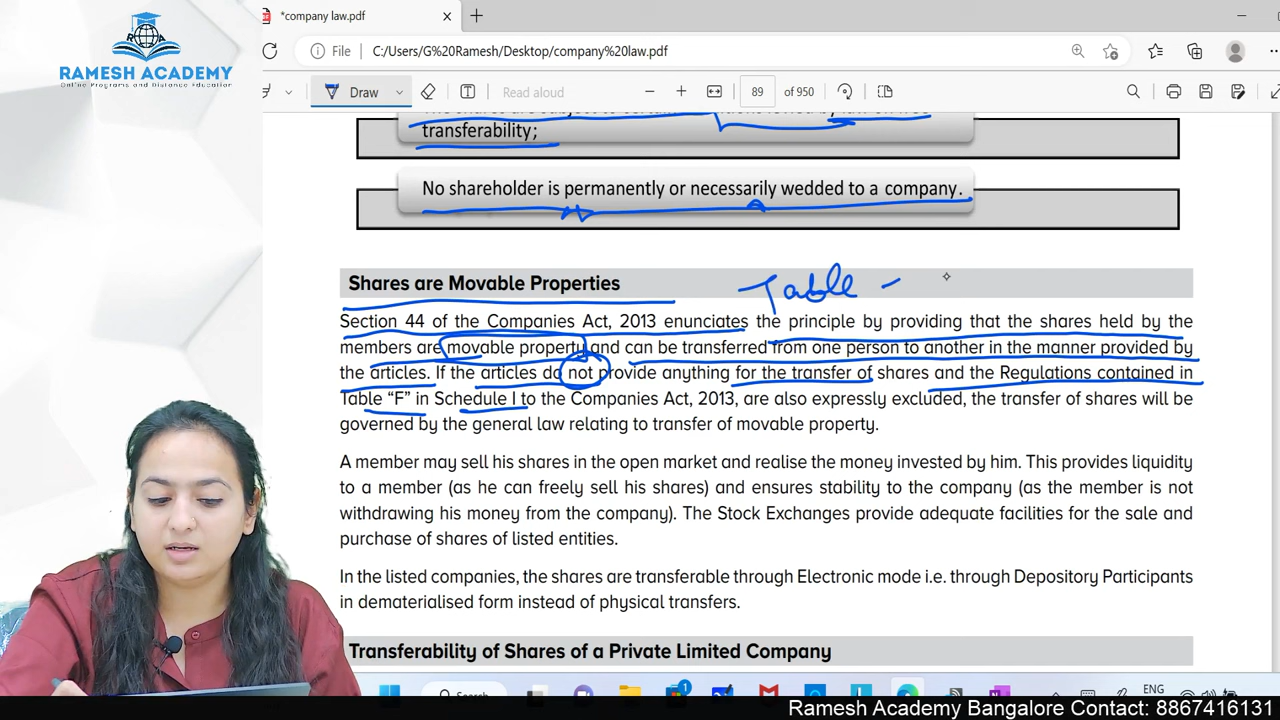 *company law.pdf
RAMESH ACADEMY
Online Programs and Distance Education
File C:/Users/G%20Ramesh/Desktop/company%20law.pdf
Draw Read aloud 89 of 950
transferability;
No shareholder is permanently or necessarily wedded to a company.
Shares are Movable Properties
Table -
Section 44 of the Companies Act, 2013 enunciates the principle by providing that the shares held by the
members are movable property and can be transferred from one person to another in the manner provided by
the articles. If the articles do not provide anything for the transfer of shares and the Regulations contained in
Table “F” in Schedule I to the Companies Act, 2013, are also expressly excluded, the transfer of shares will be
governed by the general law relating to transfer of movable property.
A member may sell his shares in the open market and realise the money invested by him. This provides liquidity
to a member (as he can freely sell his shares) and ensures stability to the company (as the member is not
withdrawing his money from the company). The Stock Exchanges provide adequate facilities for the sale and
purchase of shares of listed entities.
In the listed companies, the shares are transferable through Electronic mode i.e. through Depository Participants
in dematerialised form instead of physical transfers.
Transferability of Shares of a Private Limited Company
ENG
Ramesh Academy Bangalore Contact: 8867416131